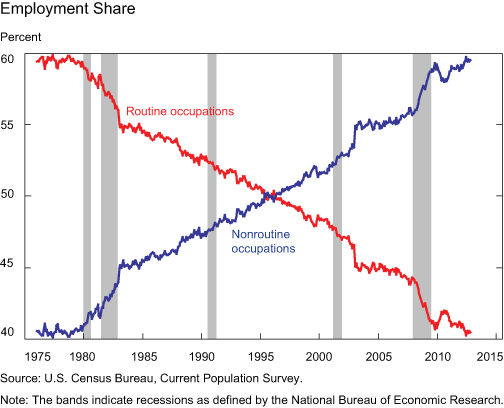 Employment Share
Percent
60
Routine occupations
55
50
Nonroutine
occupations
45
40
1975 1980 1985 1990 1995 2000 2005 2010 2015
Source: U.S. Census Bureau, Current Population Survey.
Note: The bands indicate recessions as defined by the National Bureau of Economic Research.